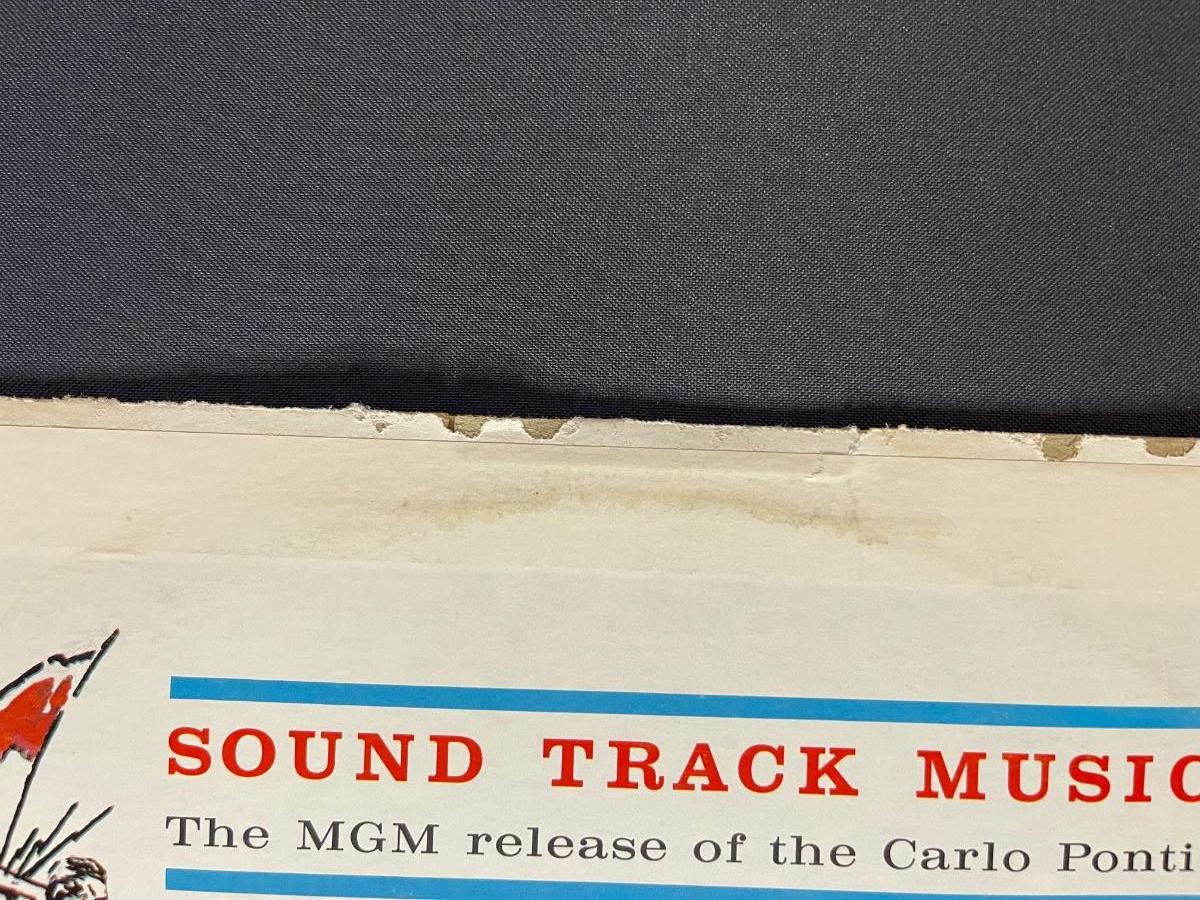 SOUND TRACK MUSIC
The MGM release of the Carlo Ponti